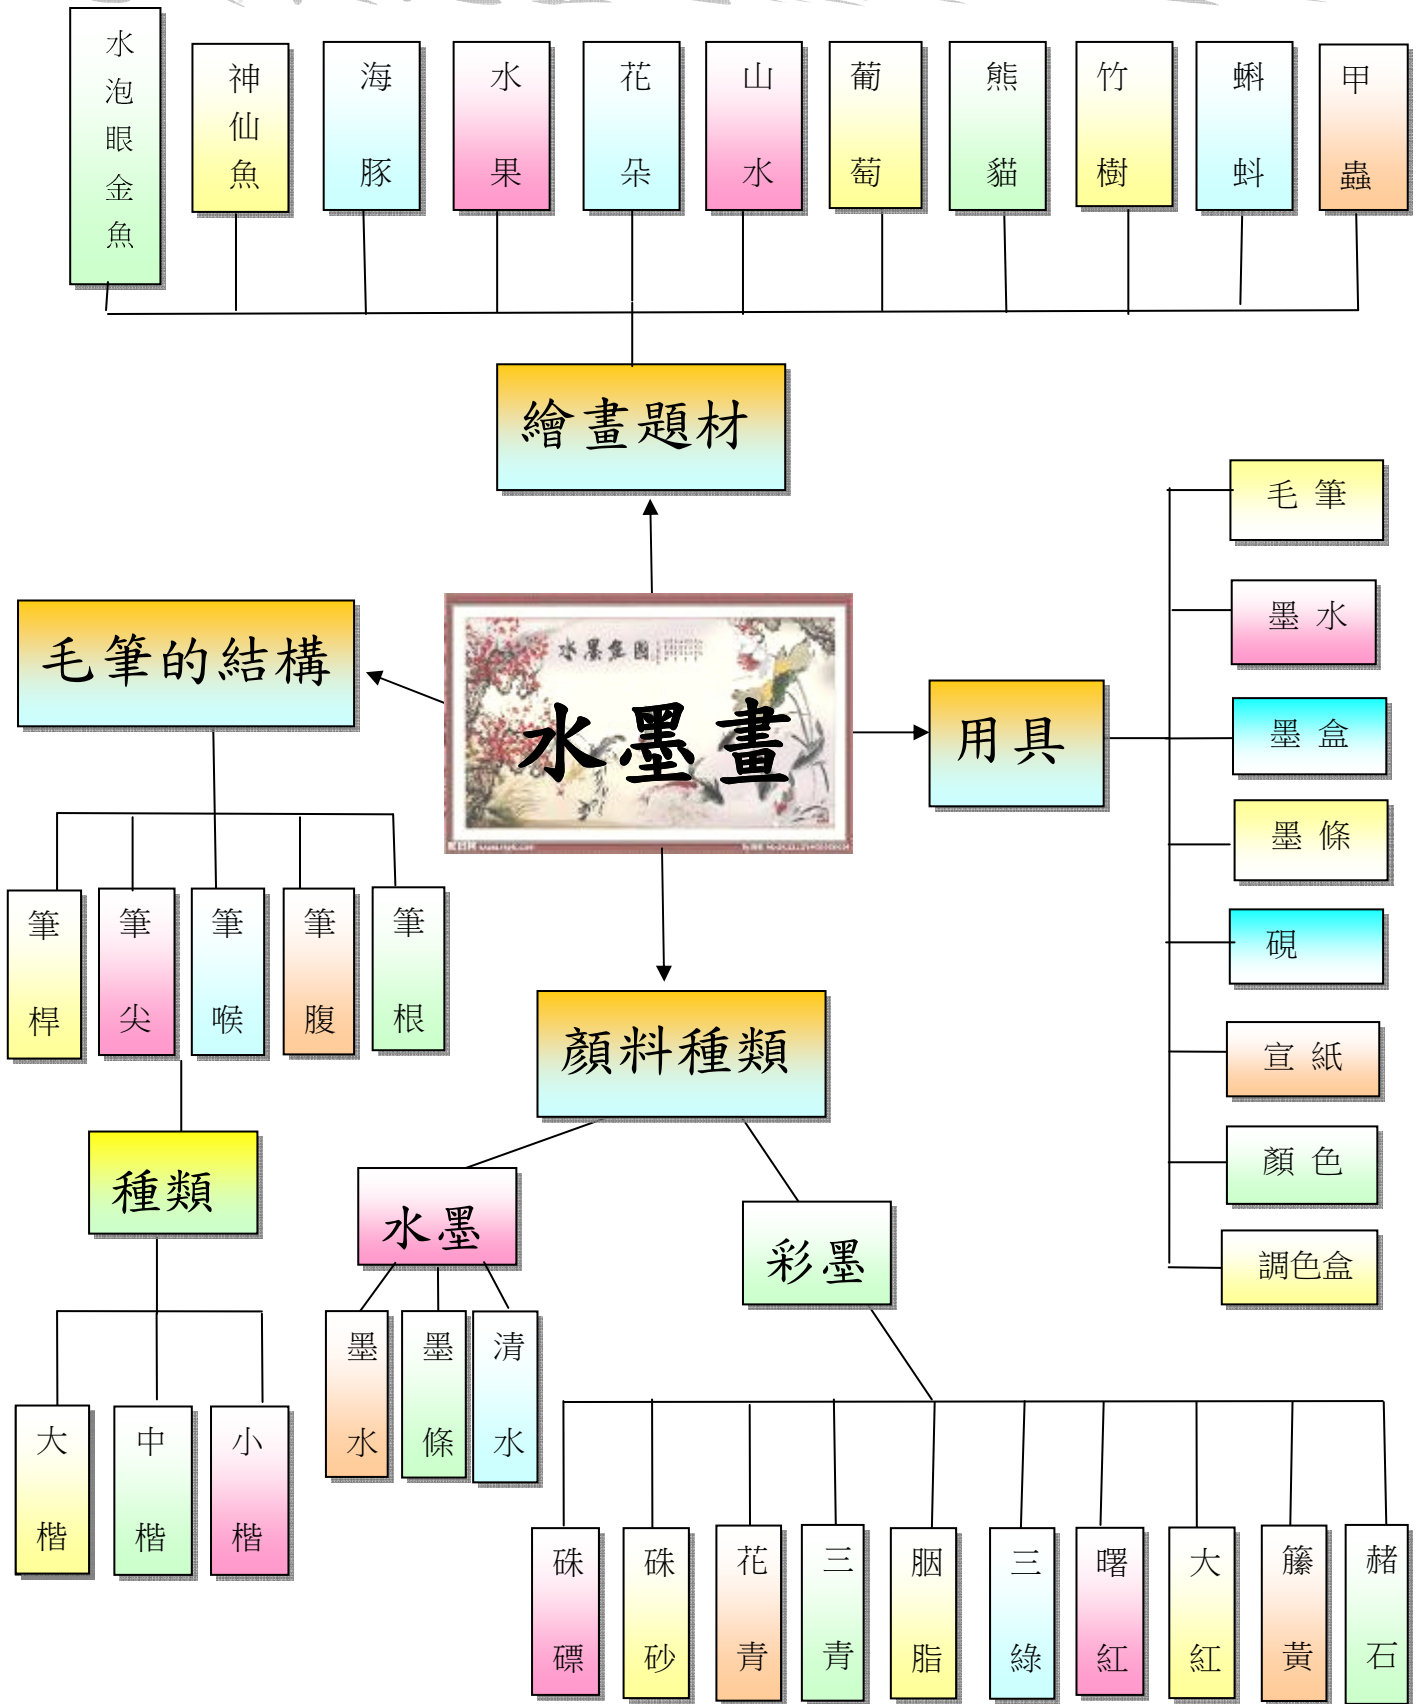 水泡眼金魚
神仙魚
海豚
水果
花朵
山水
葡萄
熊貓
竹樹
蝌蚪
甲蟲
繪畫題材
毛筆的結構
水墨畫
用具
毛筆
墨水
墨盒
墨條
硯
宣紙
顏色
調色盒
筆桿
筆尖
筆喉
筆腹
筆根
種類
大楷
中楷
小楷
顏料種類
水墨
彩墨
墨水
墨條
清水
硃磦
硃砂
花青
三青
胭脂
三綠
曙紅
大紅
籐黃
赭石